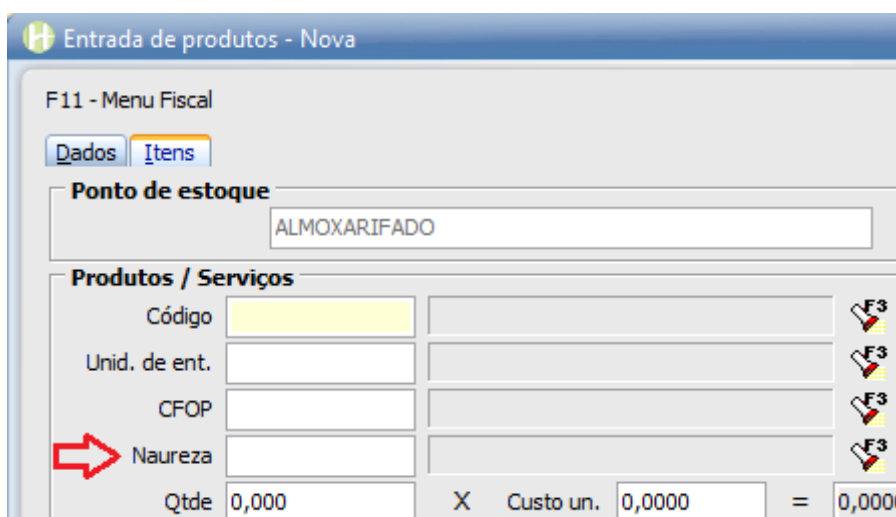 Entrada de produtos - Nova
F11 - Menu Fiscal
Dados Itens
Ponto de estoque
ALMOXARIFADO
Produtos / Serviços
Código F3
Unid. de ent. F3
CFOP F3
Naureza F3
Qtde 0,000 X Custo un. 0,0000 = 0,0000